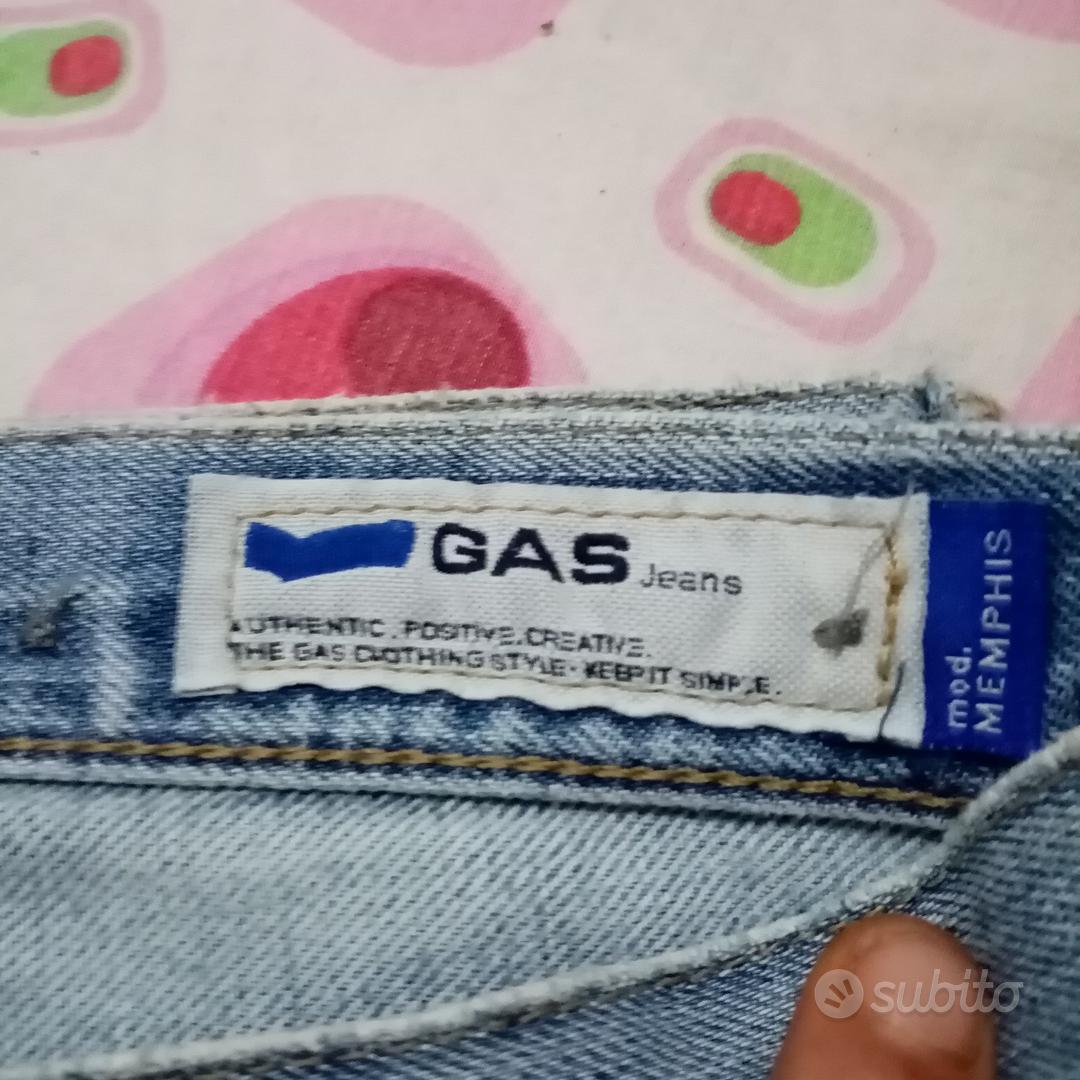 GAS Jeans
AUTHENTIC. POSITIVE. CREATIVE.
THE GAS CLOTHING STYLE. KEEP IT SIMPLE.
mod.
MEMPHIS
subito